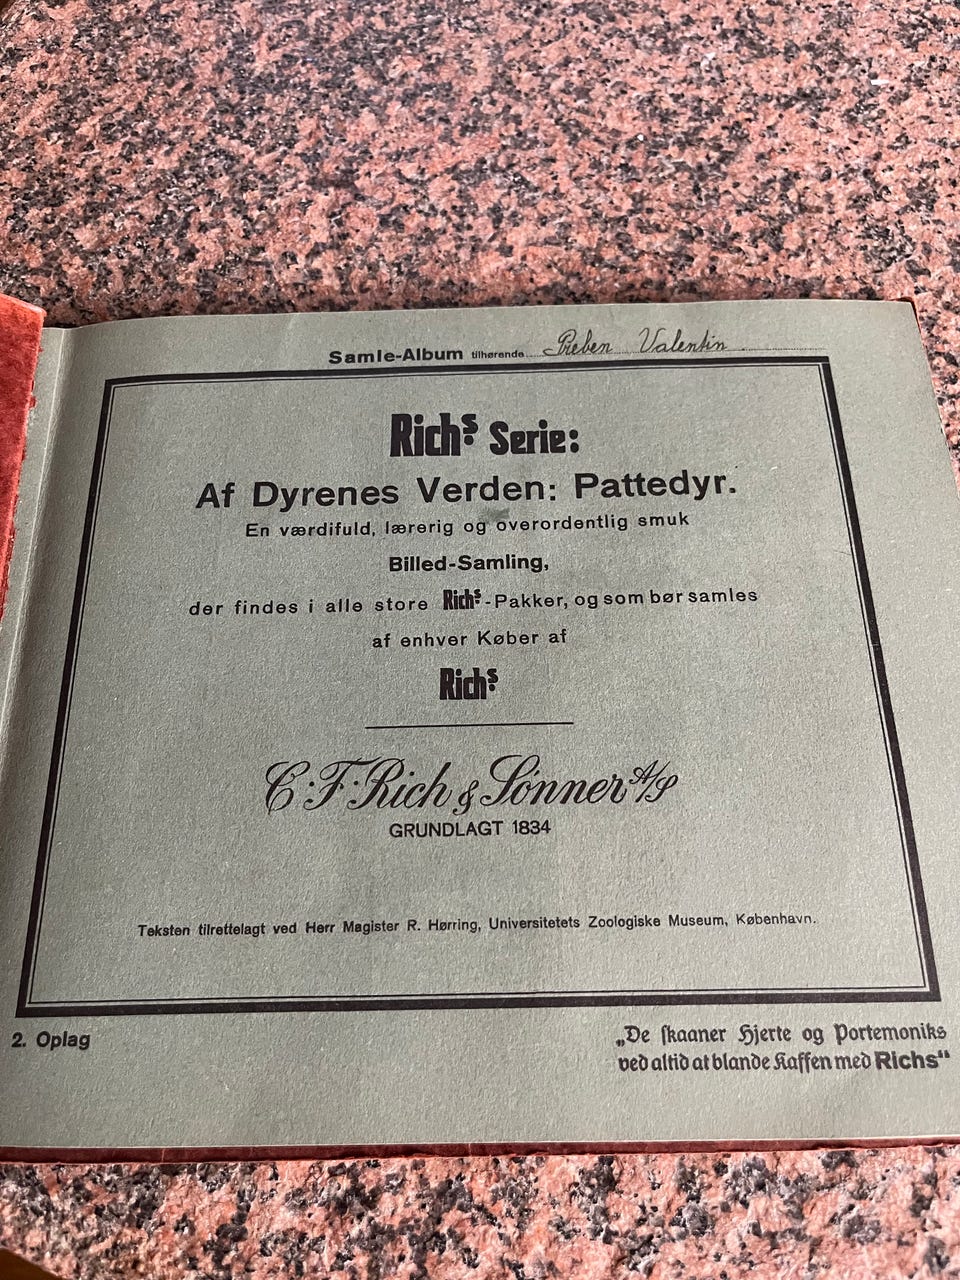 Samle-Album tilhørende Preben Valentin
Richs Serie:
Af Dyrenes Verden: Pattedyr.
En værdifuld, lærerig og overordentlig smuk
Billed-Samling,
der findes i alle store Richs-Pakker, og som bør samles
af enhver Køber af
Richs
C.F. Rich & Sønner A/S
GRUNDLAGT 1834
Teksten tilrettelagt ved Herr Magister R. Hørring, Universitetets Zoologiske Museum, København.
2. Oplag
„De skaaner Hjerte og Portemoniks
ved altid at blande Kaffen med Richs“